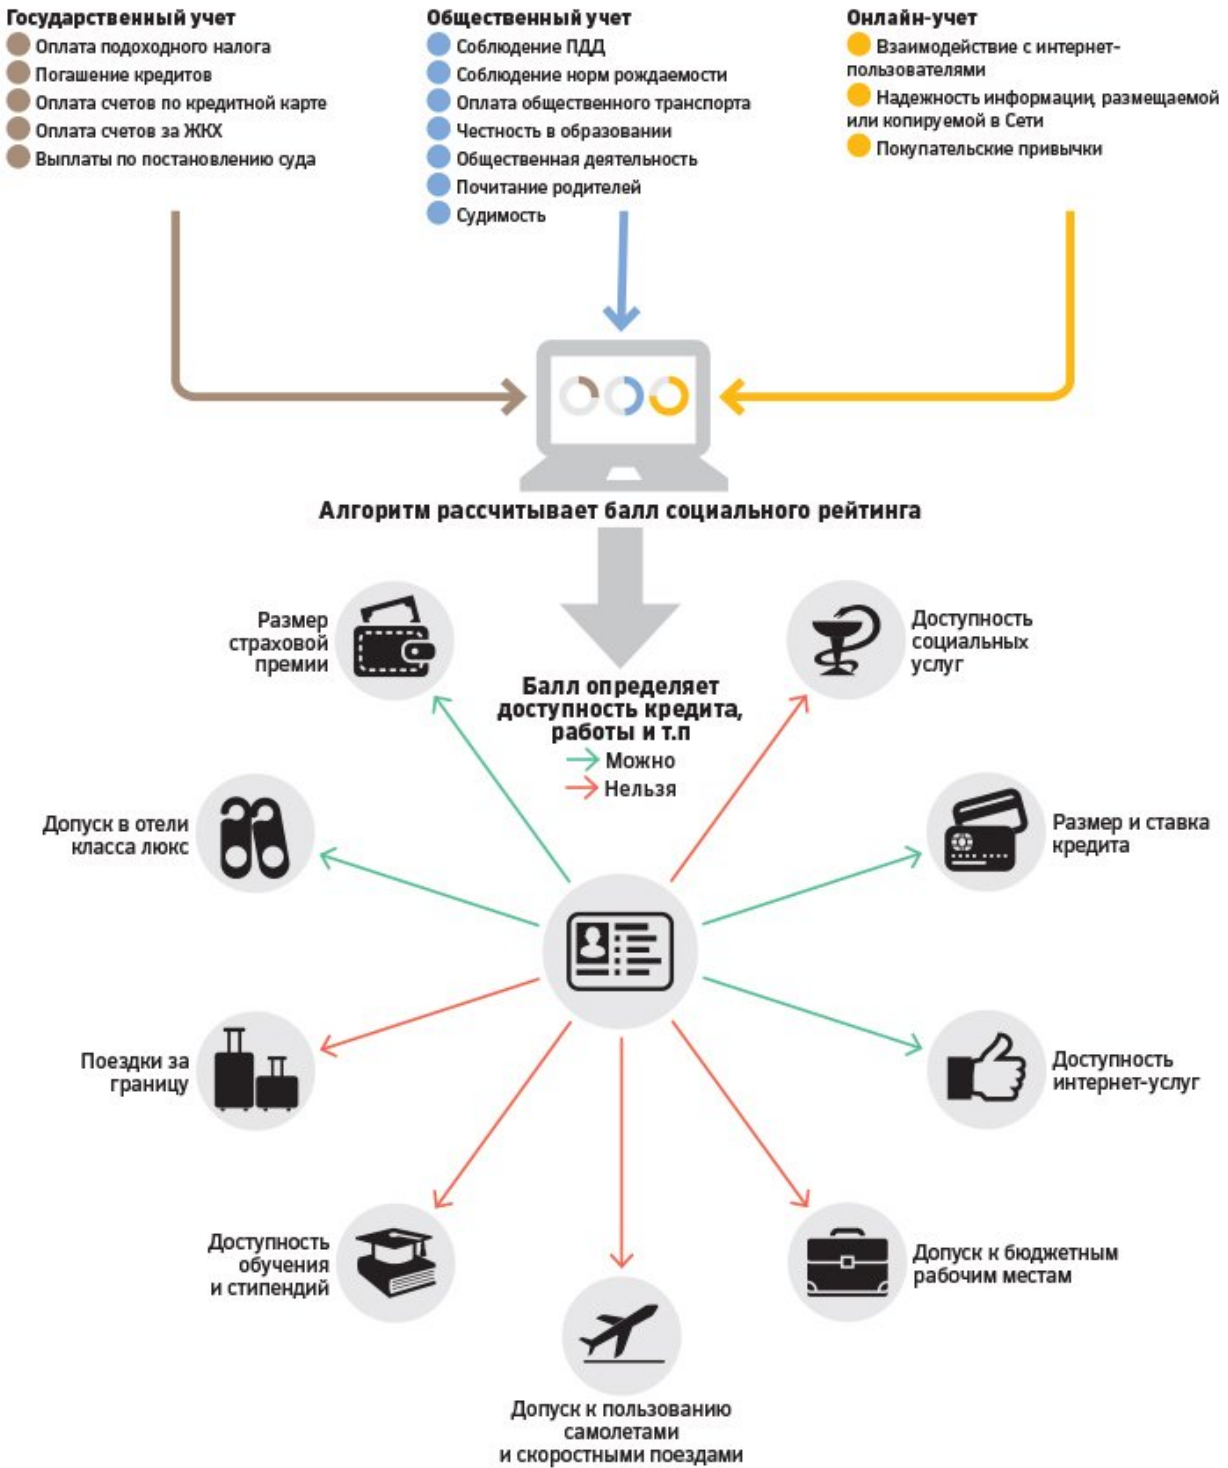 Государственный учет
Оплата подоходного налога
Погашение кредитов
Оплата счетов по кредитной карте
Оплата счетов за ЖКХ
Выплаты по постановлению суда
Общественный учет
Соблюдение ПДД
Соблюдение норм рождаемости
Оплата общественного транспорта
Честность в образовании
Общественная деятельность
Почитание родителей
Судимость
Онлайн-учет
Взаимодействие с интернет-
пользователями
Надежность информации, размещаемой
или копируемой в Сети
Покупательские привычки
Алгоритм рассчитывает балл социального рейтинга
Балл определяет
доступность кредита,
работы и т.п
Можно
Нельзя
Размер
страховой
премии
Доступность
социальных
услуг
Допуск в отели
класса люкс
Размер и ставка
кредита
Поездки за
границу
Доступность
интернет-услуг
Доступность
обучения
и стипендий
Допуск к бюджетным
рабочим местам
Допуск к пользованию
самолетами
и скоростными поездами